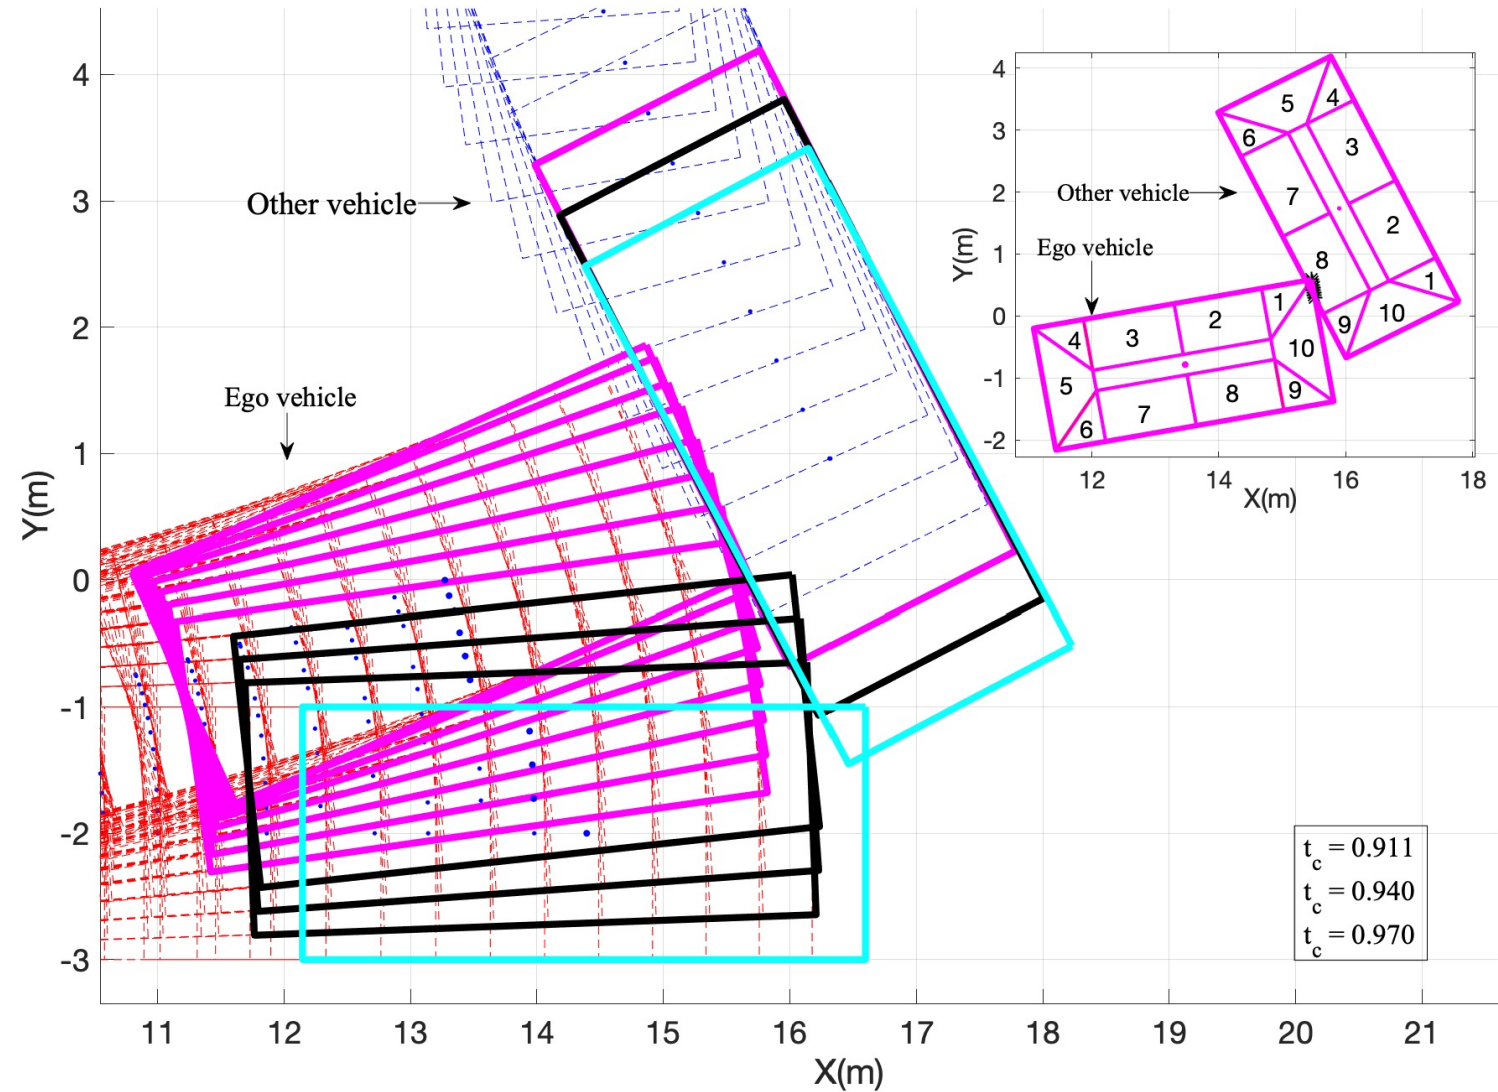 4
3
2
1
0
-1
-2
-3
Y(m)
11 12 13 14 15 16 17 18 19 20 21
X(m)
Other vehicle
Ego vehicle
4
3
2
1
0
-1
-2
Y(m)
12 14 16 18
X(m)
Other vehicle
Ego vehicle
5 4
6 3
7 2
8
1
9 10
4 3 2 1
10
5 7 8 9
6
t_c = 0.911
t_c = 0.940
t_c = 0.970